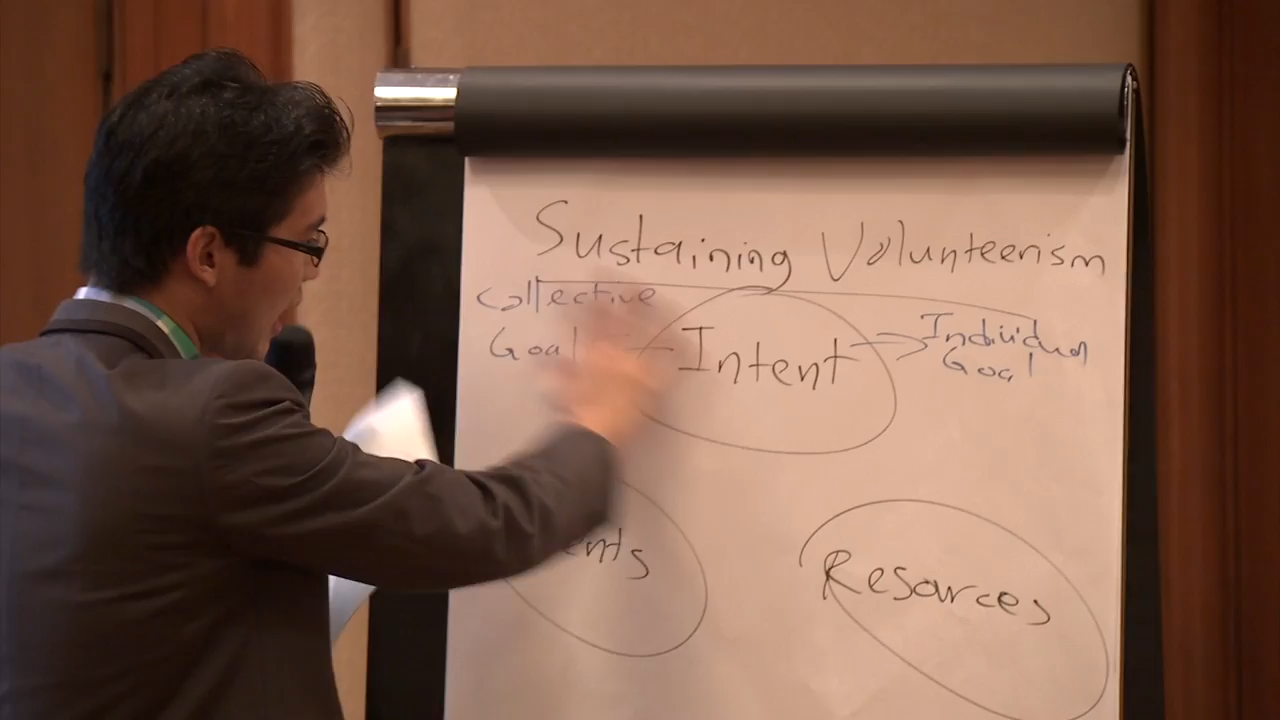 Sustaining Volunteerism
Collective
Goal
Intent
Individual
Goal
Resources